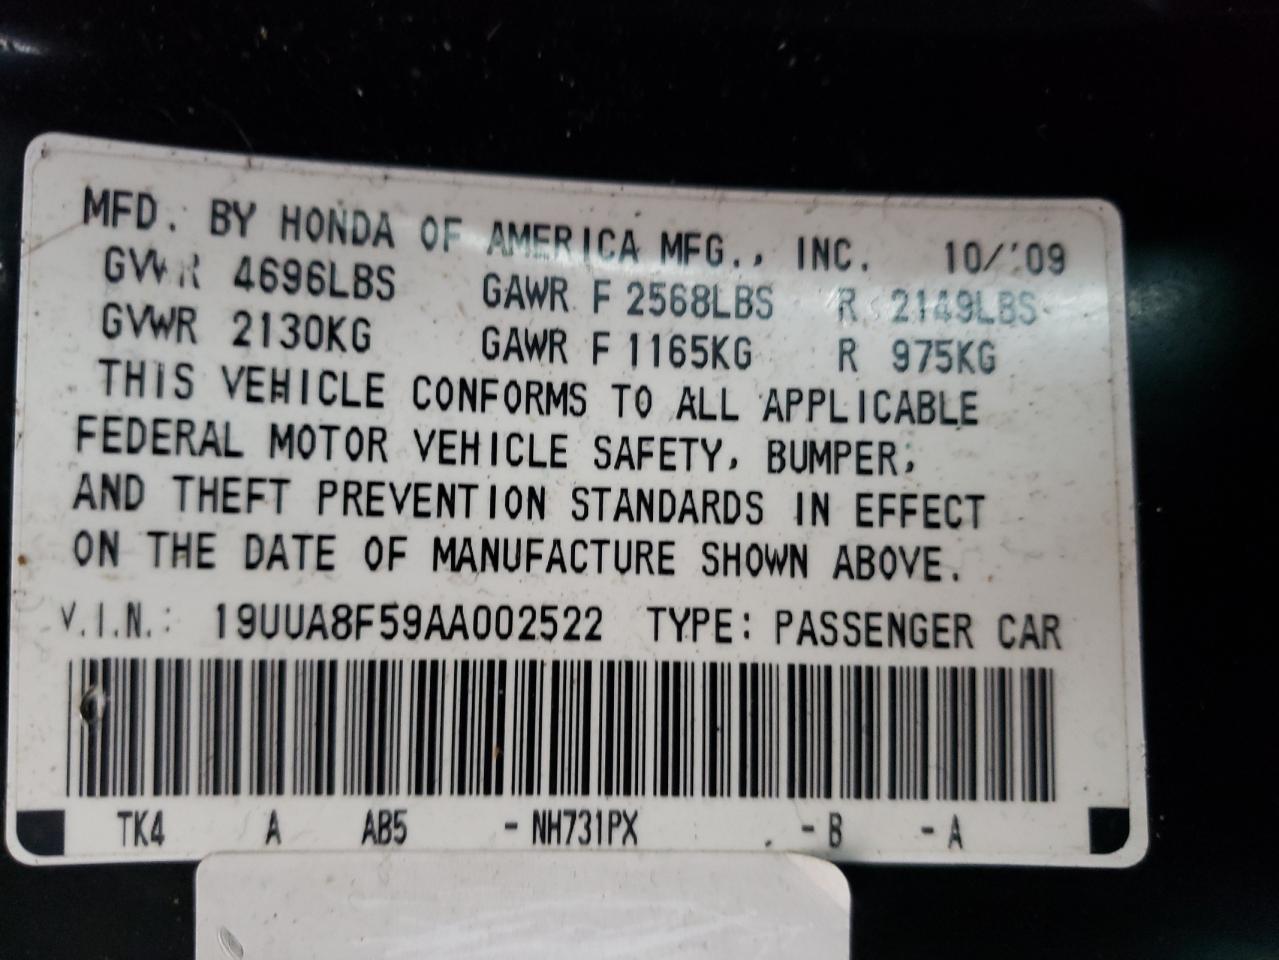 MFD. BY HONDA OF AMERICA MFG., INC. 10/'09
GVWR 4696LBS GAWR F 2568LBS R 2149LBS
GVWR 2130KG GAWR F 1165KG R 975KG
THIS VEHICLE CONFORMS TO ALL APPLICABLE
FEDERAL MOTOR VEHICLE SAFETY, BUMPER,
AND THEFT PREVENTION STANDARDS IN EFFECT
ON THE DATE OF MANUFACTURE SHOWN ABOVE.
V.I.N.: 19UUA8F59AA002522 TYPE: PASSENGER CAR
TK4 A AB5 - NH731PX - B - A